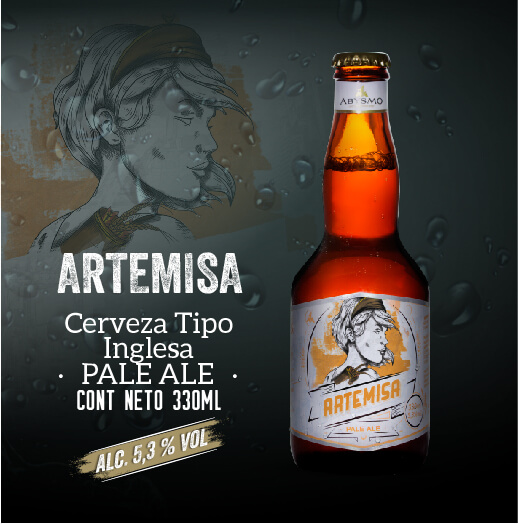 ABYSMO
ARTEMISA
Cerveza Tipo
Inglesa
· PALE ALE ·
CONT NETO 330ML
ALC. 5,3 % VOL
ARTEMISA
PALE ALE